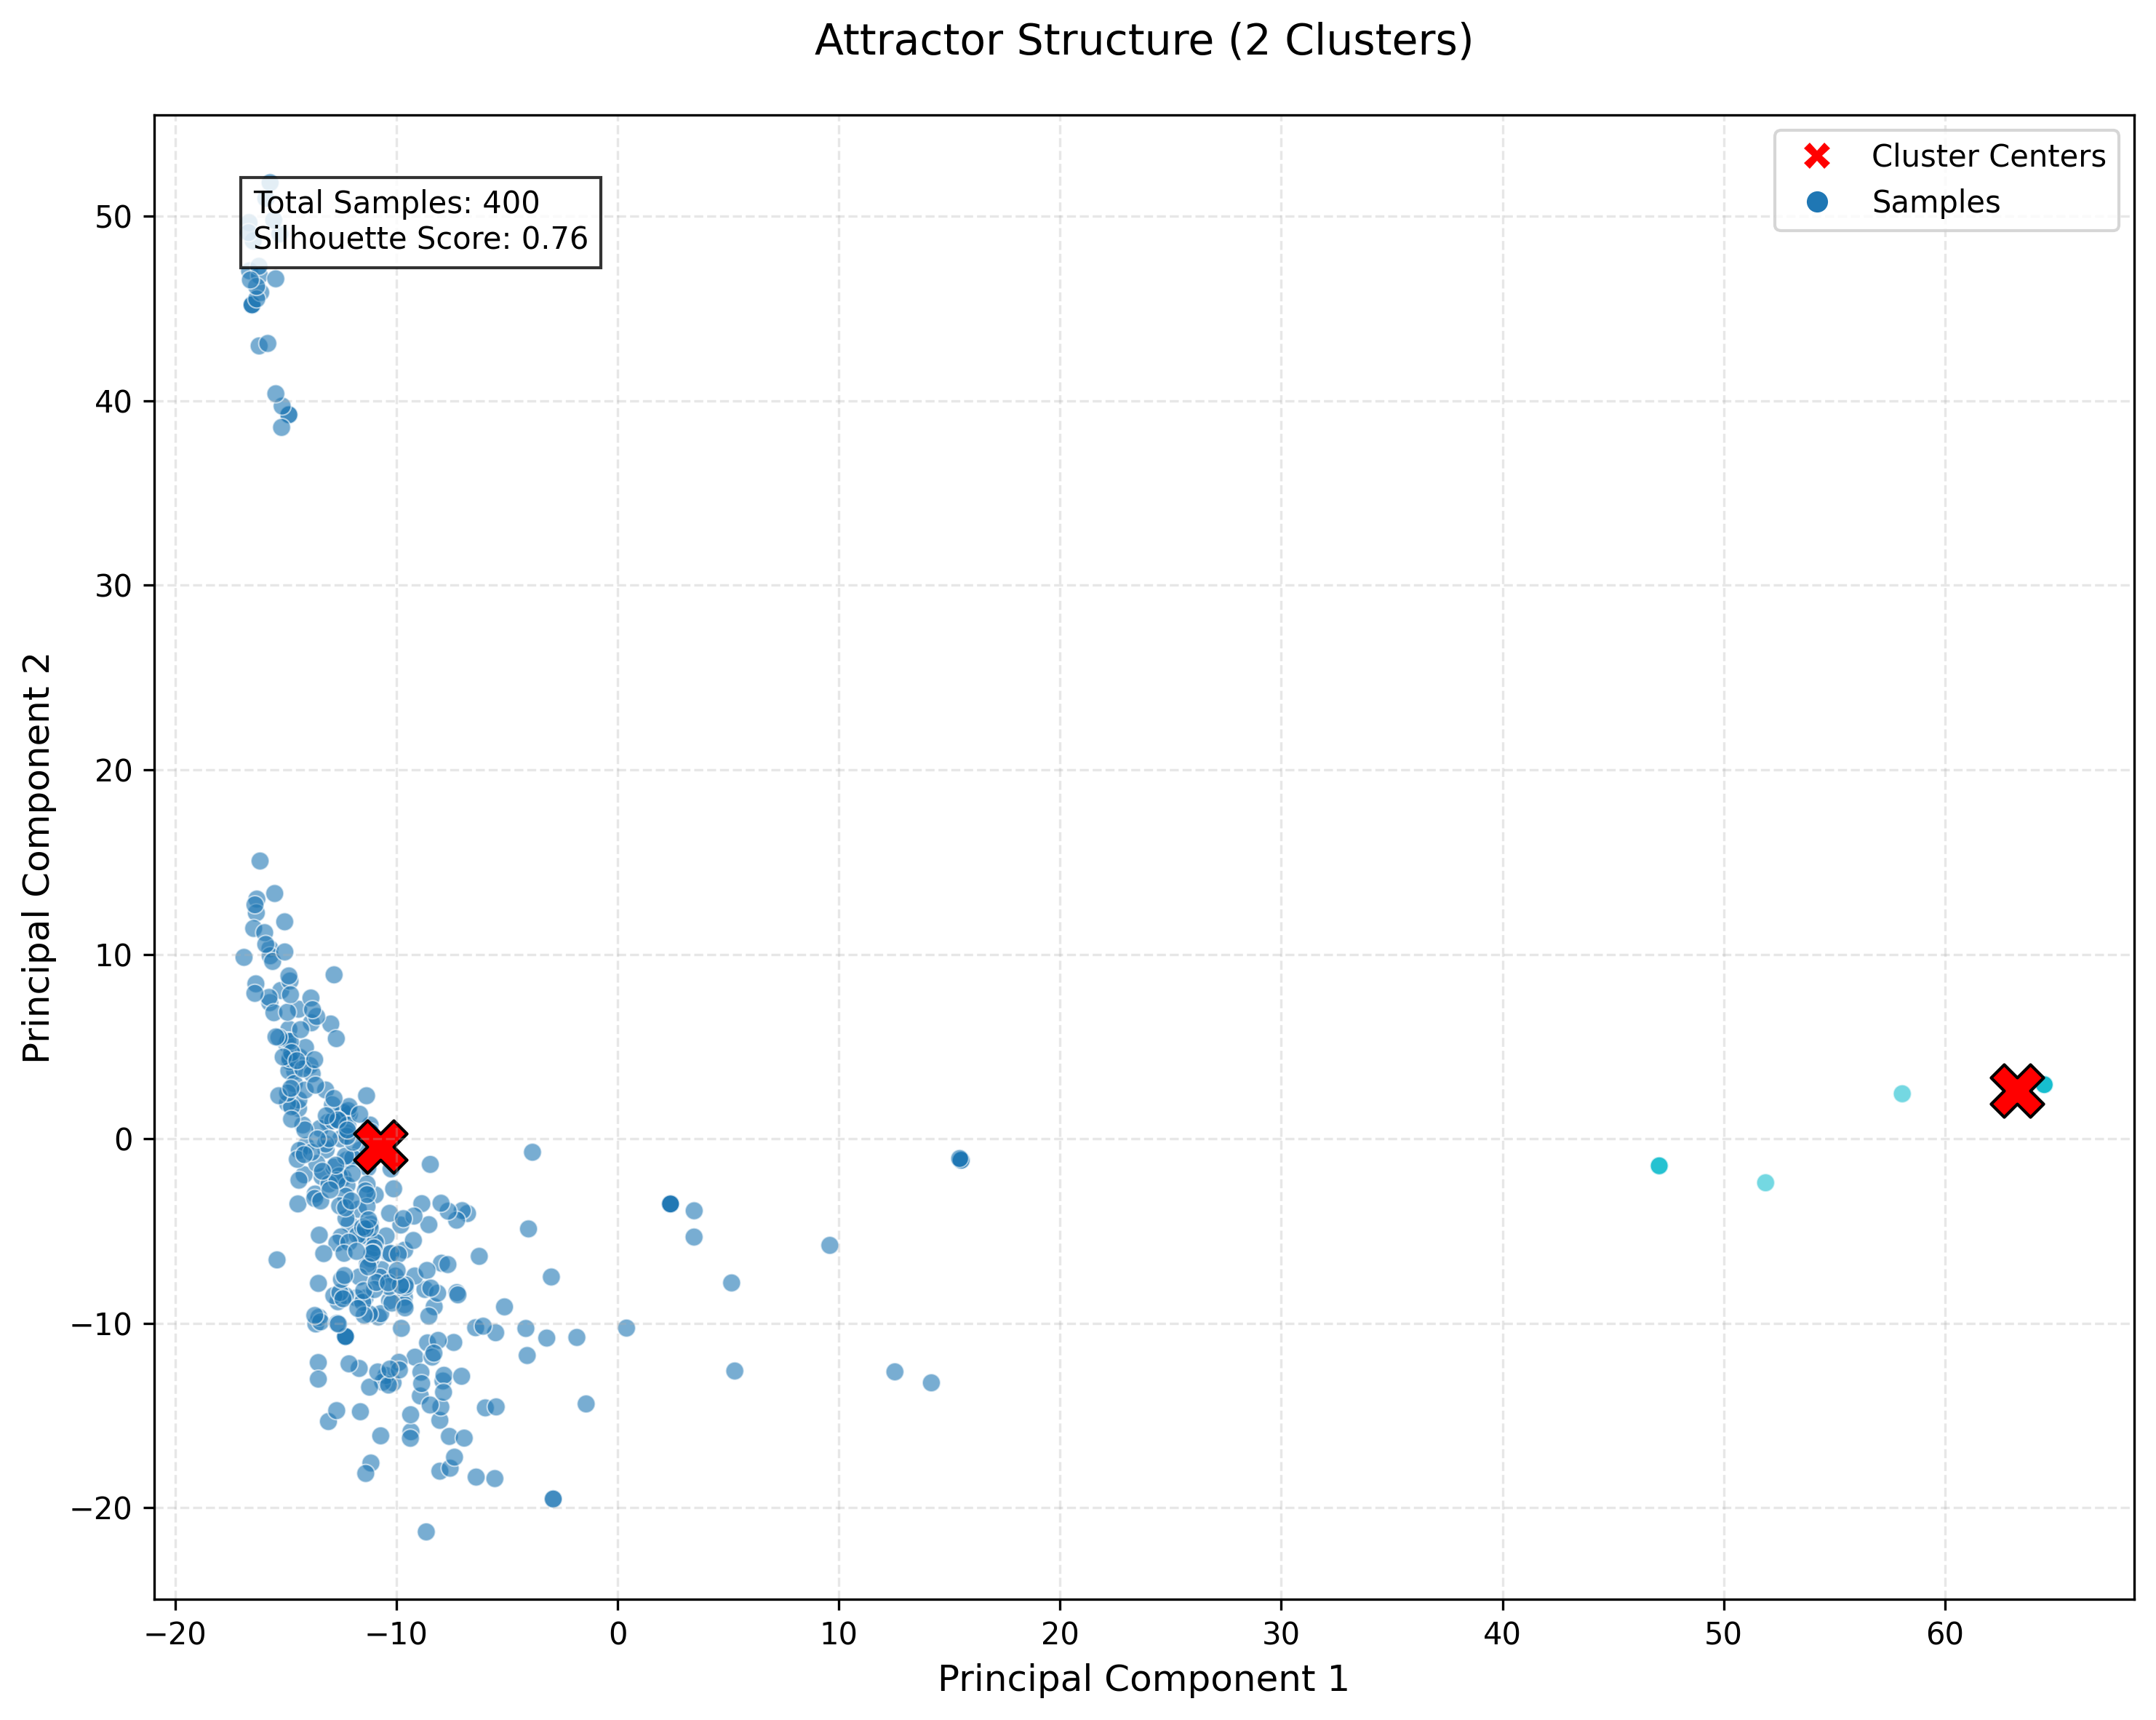 Attractor Structure (2 Clusters)
Total Samples: 400
Silhouette Score: 0.76
Cluster Centers
Samples
50
40
30
20
10
0
−10
−20
Principal Component 2
−20
−10
0
10
20
30
40
50
60
Principal Component 1